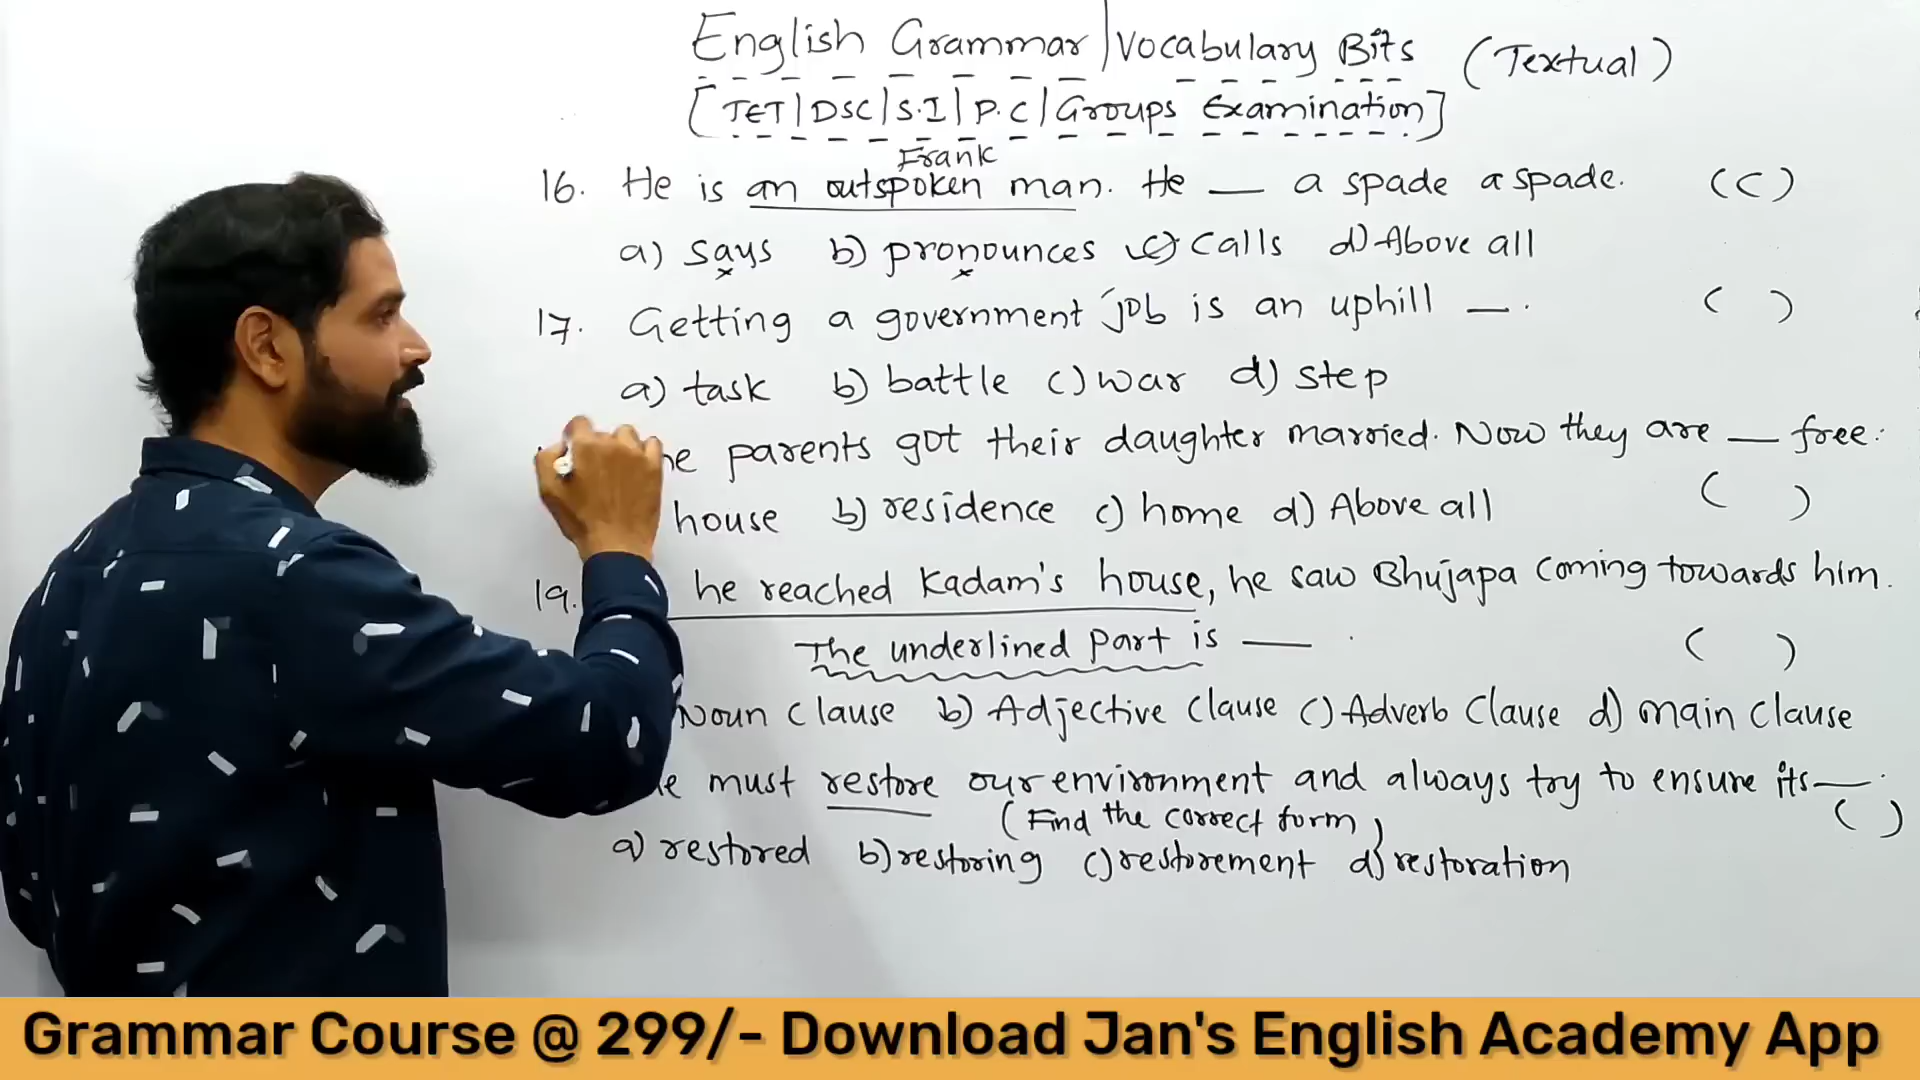 English Grammar | Vocabulary Bits (Textual)
[TET | DSC | S.I | P.C | Groups Examination]
Frank
16. He is an outspoken man. He — a spade a spade. (C)
a) says b) pronounces c) calls d) Above all
17. Getting a government job is an uphill —. ( )
a) task b) battle c) war d) step
parents got their daughter married. Now they are — free.
house b) residence c) home d) Above all ( )
19. he reached Kadam's house, he saw Bhujapa coming towards him.
The underlined part is — . ( )
Noun clause b) Adjective clause c) Adverb Clause d) main clause
must restore our environment and always try to ensure its —.
(Find the correct form) ( )
a) restored b) restoring c) restorement d) restoration
Grammar Course @ 299/- Download Jan's English Academy App